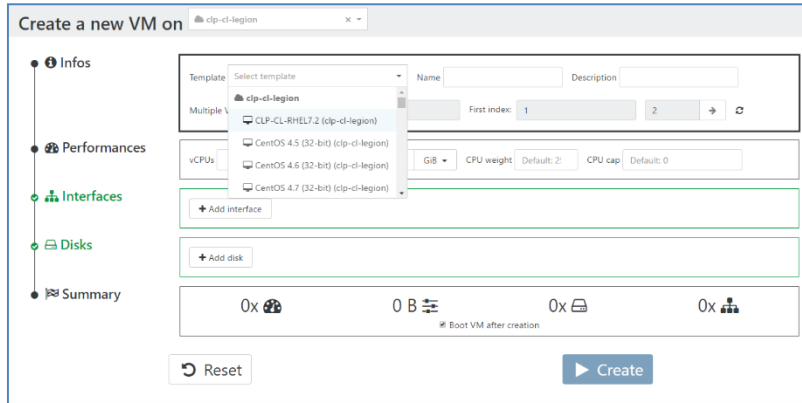 Create a new VM on clp-cl-legion
Infos
Template Select template Name Description
clp-cl-legion
Multiple V First index: 1 2
CLP-CL-RHEL7.2 (clp-cl-legion)
CentOS 4.5 (32-bit) (clp-cl-legion)
Performances
vCPUs GiB CPU weight Default: 25 CPU cap Default: 0
CentOS 4.6 (32-bit) (clp-cl-legion)
CentOS 4.7 (32-bit) (clp-cl-legion)
Interfaces
Add interface
Disks
Add disk
Summary
0x 0 B 0x 0x
Boot VM after creation
Reset Create